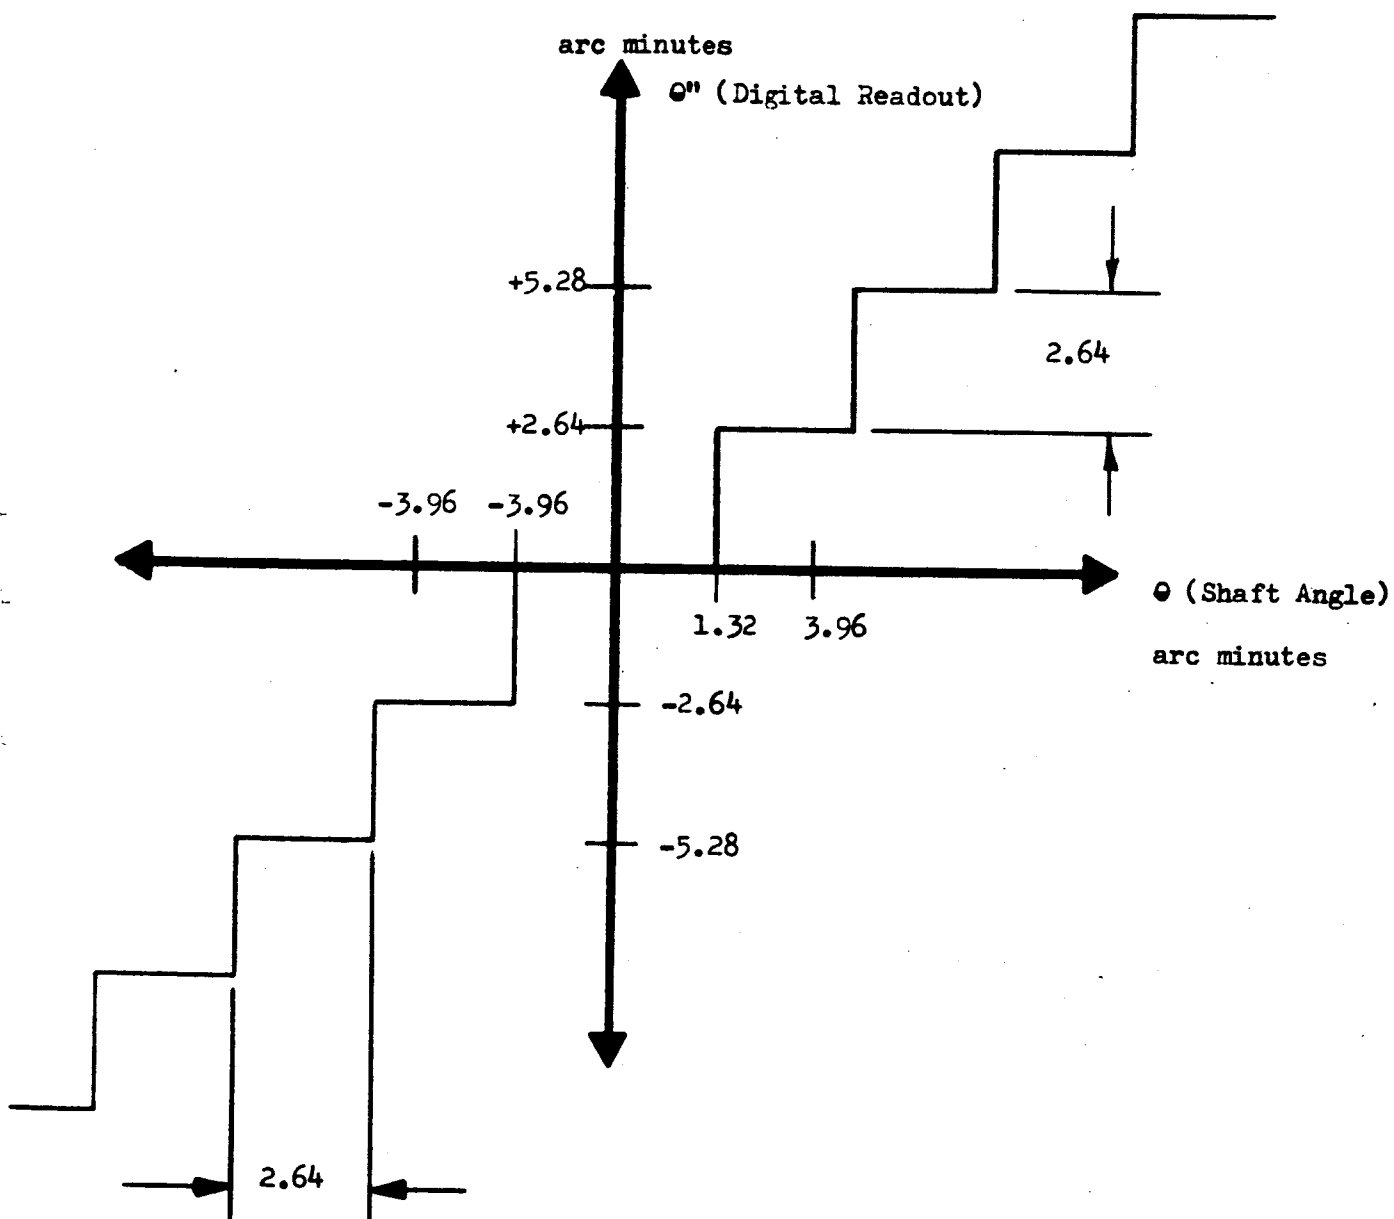 arc minutes
Θ" (Digital Readout)
+5.28
2.64
+2.64
-3.96 -3.96
Θ (Shaft Angle)
1.32 3.96
arc minutes
-2.64
-5.28
2.64